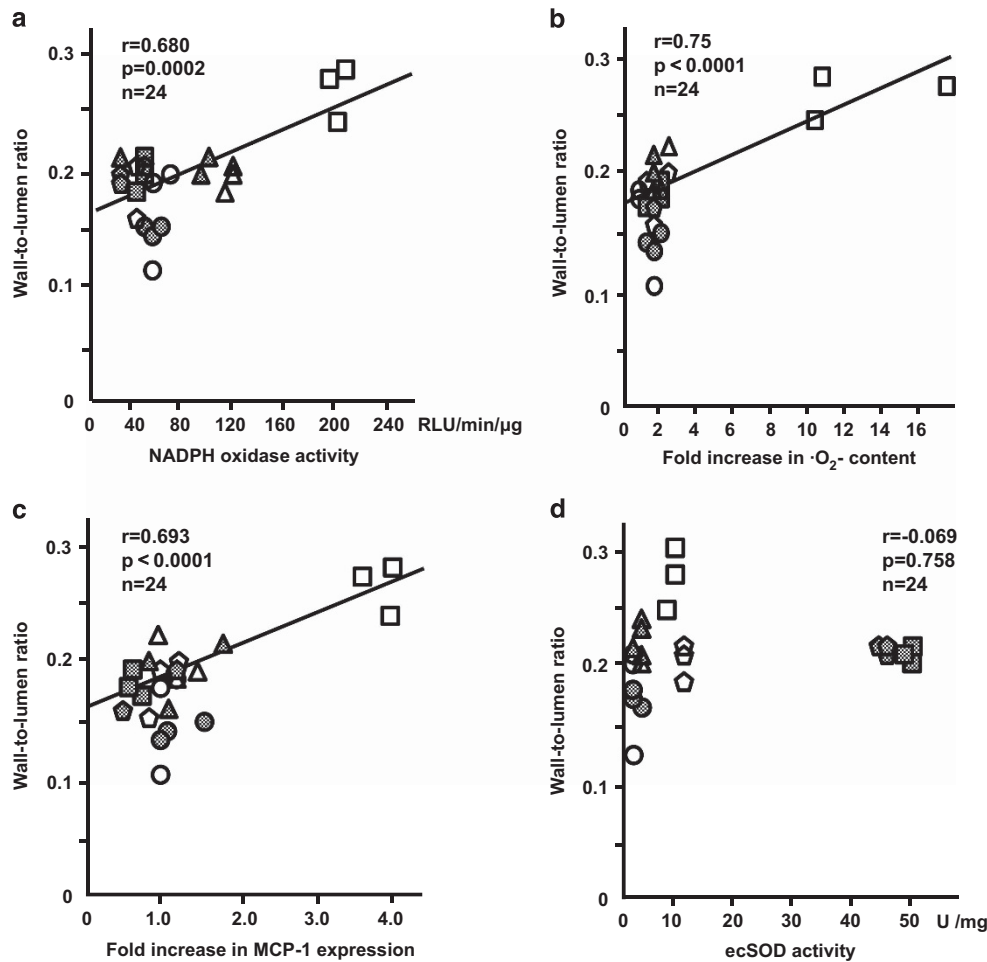 a
r=0.680
p=0.0002
n=24
Wall-to-lumen ratio
0.3
0.2
0.1
0
0 40 80 120 160 200 240 RLU/min/µg
NADPH oxidase activity
b
r=0.75
p < 0.0001
n=24
Wall-to-lumen ratio
0.3
0.2
0.1
0
0 2 4 6 8 10 12 14 16
Fold increase in ·O2- content
c
r=0.693
p < 0.0001
n=24
Wall-to-lumen ratio
0.3
0.2
0.1
0
0 1.0 2.0 3.0 4.0
Fold increase in MCP-1 expression
d
r=-0.069
p=0.758
n=24
Wall-to-lumen ratio
0.3
0.2
0.1
0
0 10 20 30 40 50 U /mg
ecSOD activity